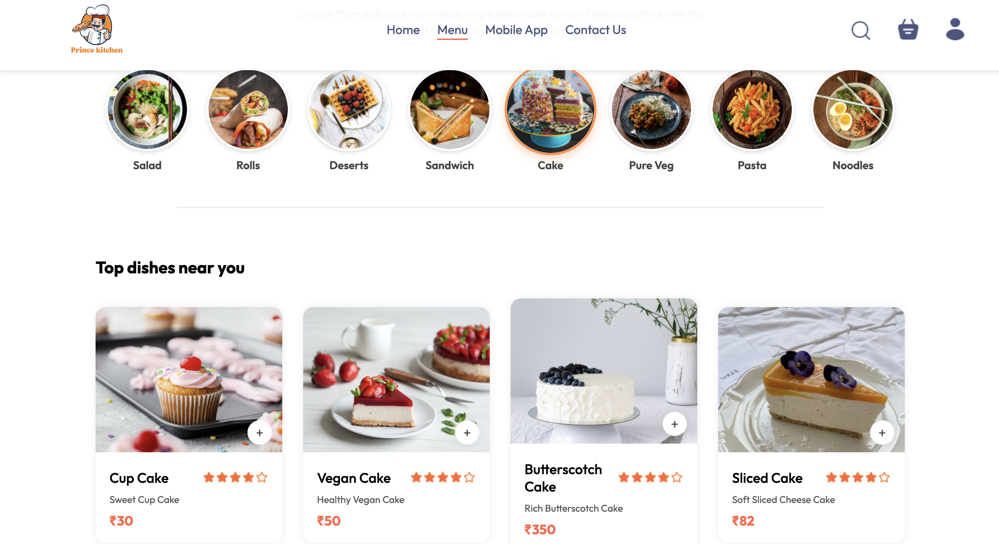 Choose from a diverse menu featuring a delectable array of dishes crafted with the
Prince kitchen
Home Menu Mobile App Contact Us
Salad Rolls Deserts Sandwich Cake Pure Veg Pasta Noodles
Top dishes near you
VOGUE
Cup Cake
Sweet Cup Cake
₹30
Vegan Cake
Healthy Vegan Cake
₹50
Butterscotch
Cake
Rich Butterscotch Cake
₹350
Sliced Cake
Soft Sliced Cheese Cake
₹82